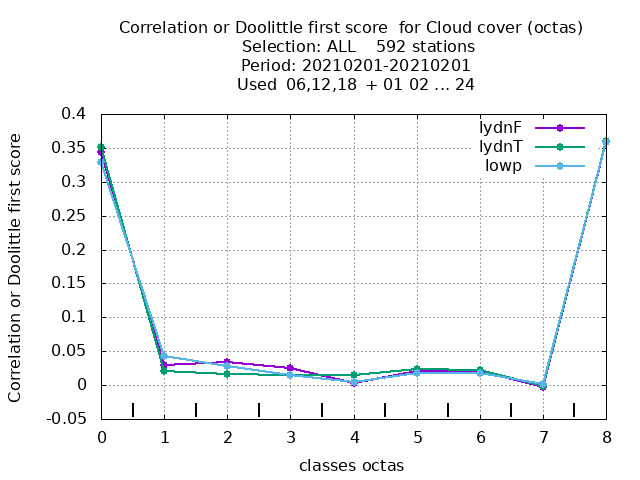 Correlation or Doolittle first score  for Cloud cover (octas)
Selection: ALL    592 stations
Period: 20210201-20210201
Used  06,12,18  + 01 02 ... 24
Correlation or Doolittle first score
0.4
0.35
0.3
0.25
0.2
0.15
0.1
0.05
0
-0.05
lydnF
lydnT
lowp
0 1 2 3 4 5 6 7 8
classes octas